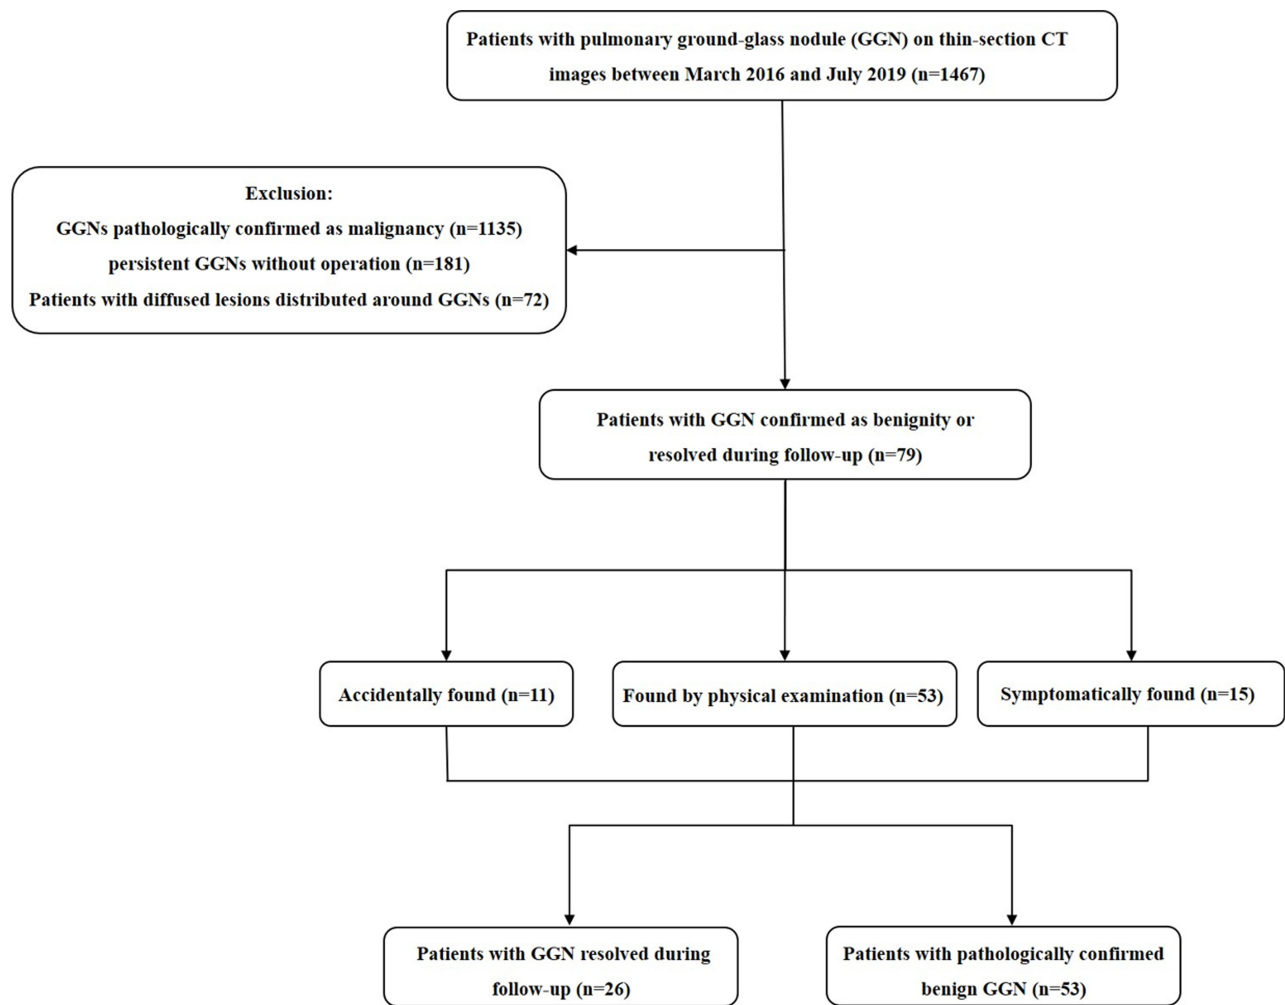 Patients with pulmonary ground-glass nodule (GGN) on thin-section CT
images between March 2016 and July 2019 (n=1467)
Exclusion:
GGNs pathologically confirmed as malignancy (n=1135)
persistent GGNs without operation (n=181)
Patients with diffused lesions distributed around GGNs (n=72)
Patients with GGN confirmed as benignity or
resolved during follow-up (n=79)
Accidentally found (n=11)
Found by physical examination (n=53)
Symptomatically found (n=15)
Patients with GGN resolved during
follow-up (n=26)
Patients with pathologically confirmed
benign GGN (n=53)